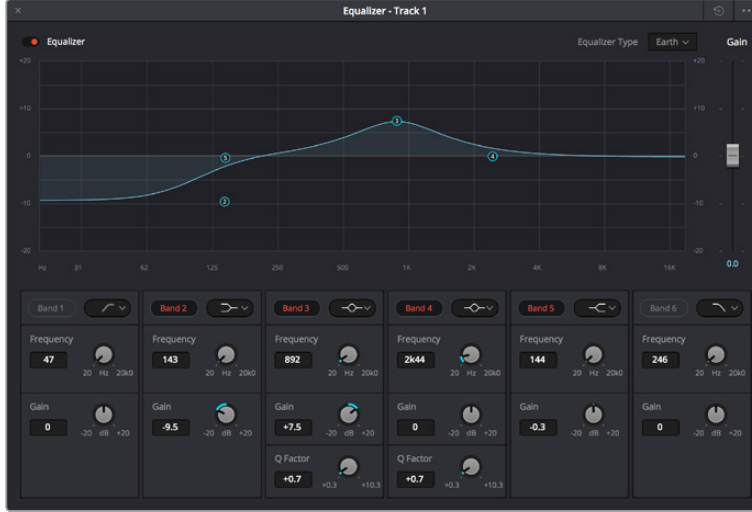 Equalizer - Track 1
Equalizer
Equalizer Type Earth Gain
+20 +20
+10 +10
0 0
-10 -10
-20 -20
5 3 4 2
Hz 31 62 125 250 500 1K 2K 4K 8K 16K
0.0
Band 1 Band 2 Band 3 Band 4 Band 5 Band 6
Frequency Frequency Frequency Frequency Frequency Frequency
47 143 892 2k44 144 246
20 Hz 20k0 20 Hz 20k0 20 Hz 20k0 20 Hz 20k0 20 Hz 20k0 20 Hz 20k0
Gain Gain Gain Gain Gain Gain
0 -9.5 +7.5 0 -0.3 0
-20 dB +20 -20 dB +20 -20 dB +20 -20 dB +20 -20 dB +20 -20 dB +20
Q Factor Q Factor
+0.7 +0.7
+0.3 +10.3 +0.3 +10.3